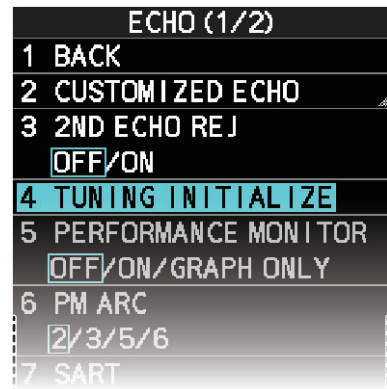 ECHO (1/2)
1 BACK
2 CUSTOMIZED ECHO
3 2ND ECHO REJ
OFF/ON
4 TUNING INITIALIZE
5 PERFORMANCE MONITOR
OFF/ON/GRAPH ONLY
6 PM ARC
2/3/5/6
7 SART